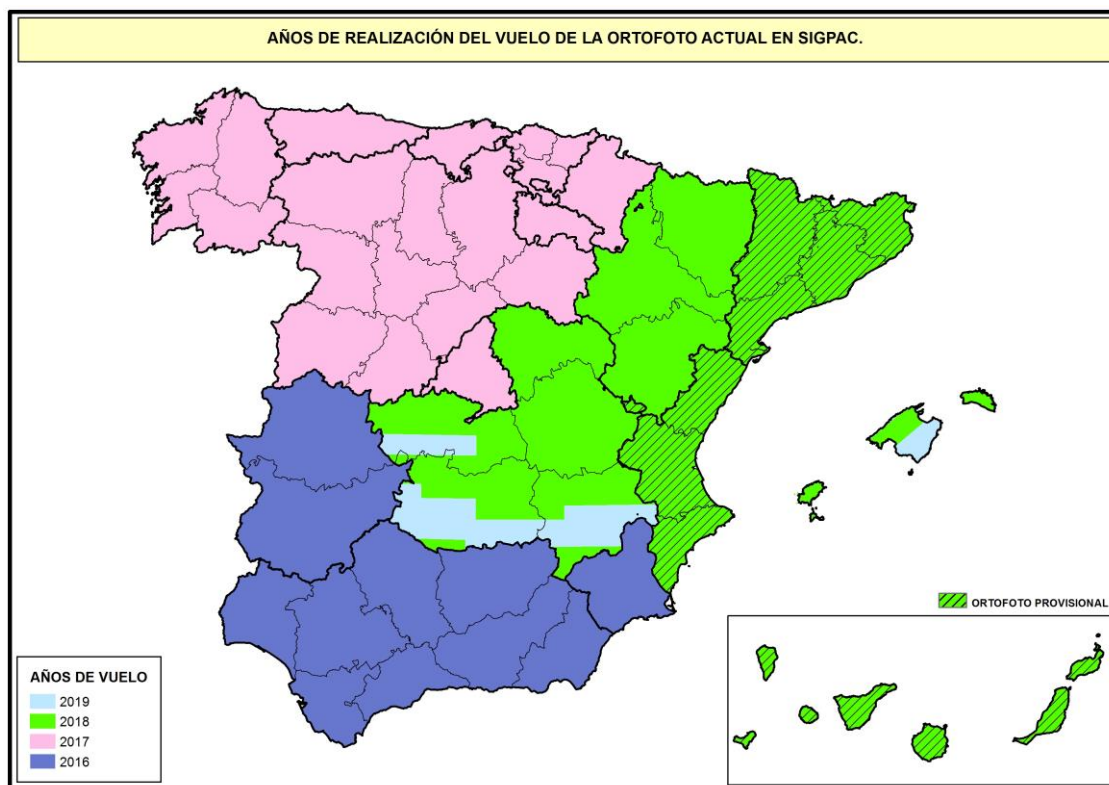 AÑOS DE REALIZACIÓN DEL VUELO DE LA ORTOFOTO ACTUAL EN SIGPAC.
ORTOFOTO PROVISIONAL
AÑOS DE VUELO
2019
2018
2017
2016